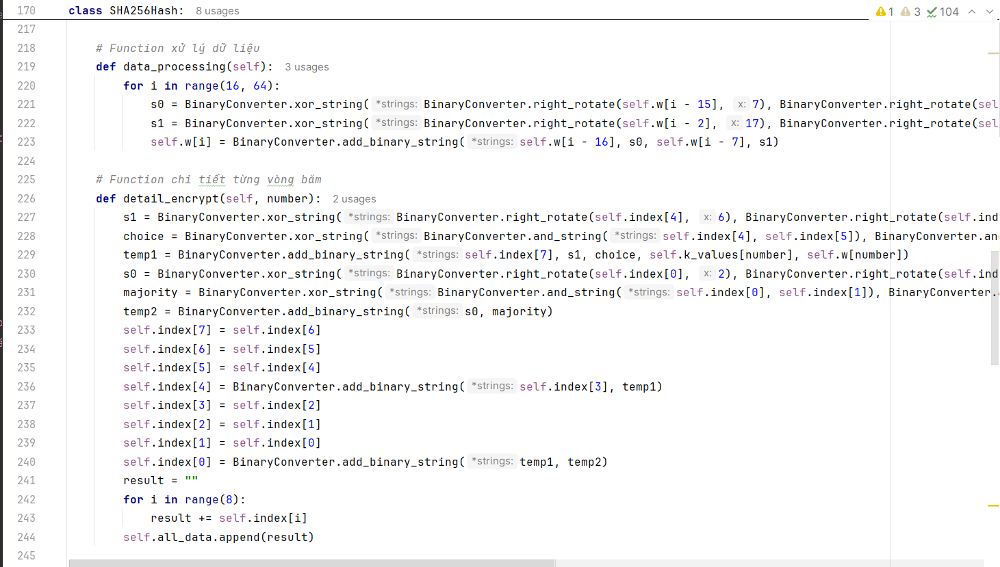 170 class SHA256Hash: 8 usages 1 3 104
217
218 # Function xử lý dữ liệu
219 def data_processing(self): 3 usages
220 for i in range(16, 64):
221 s0 = BinaryConverter.xor_string( *strings: BinaryConverter.right_rotate(self.w[i - 15], x: 7), BinaryConverter.right_rotate(sel
222 s1 = BinaryConverter.xor_string( *strings: BinaryConverter.right_rotate(self.w[i - 2], x: 17), BinaryConverter.right_rotate(sel
223 self.w[i] = BinaryConverter.add_binary_string( *strings: self.w[i - 16], s0, self.w[i - 7], s1)
224
225 # Function chi tiết từng vòng băm
226 def detail_encrypt(self, number): 2 usages
227 s1 = BinaryConverter.xor_string( *strings: BinaryConverter.right_rotate(self.index[4], x: 6), BinaryConverter.right_rotate(self.ind
228 choice = BinaryConverter.xor_string( *strings: BinaryConverter.and_string( *strings: self.index[4], self.index[5]), BinaryConverter.an
229 temp1 = BinaryConverter.add_binary_string( *strings: self.index[7], s1, choice, self.k_values[number], self.w[number])
230 s0 = BinaryConverter.xor_string( *strings: BinaryConverter.right_rotate(self.index[0], x: 2), BinaryConverter.right_rotate(self.ind
231 majority = BinaryConverter.xor_string( *strings: BinaryConverter.and_string( *strings: self.index[0], self.index[1]), BinaryConverter.
232 temp2 = BinaryConverter.add_binary_string( *strings: s0, majority)
233 self.index[7] = self.index[6]
234 self.index[6] = self.index[5]
235 self.index[5] = self.index[4]
236 self.index[4] = BinaryConverter.add_binary_string( *strings: self.index[3], temp1)
237 self.index[3] = self.index[2]
238 self.index[2] = self.index[1]
239 self.index[1] = self.index[0]
240 self.index[0] = BinaryConverter.add_binary_string( *strings: temp1, temp2)
241 result = ""
242 for i in range(8):
243 result += self.index[i]
244 self.all_data.append(result)
245